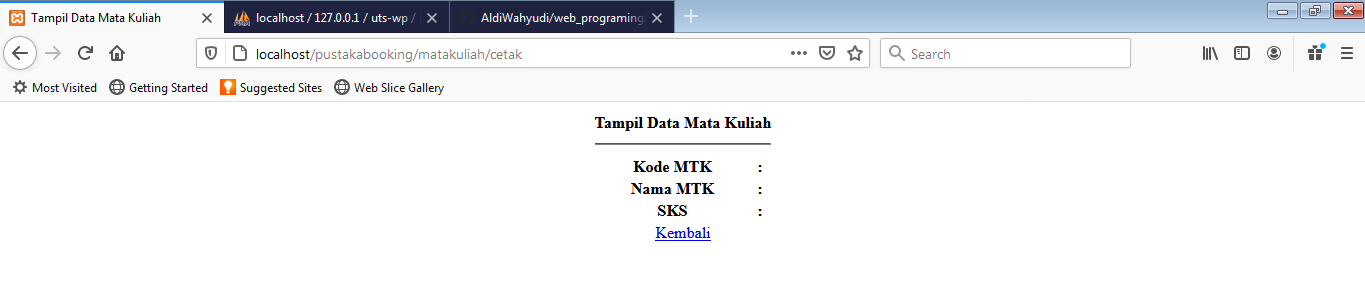 Tampil Data Mata Kuliah
localhost / 127.0.0.1 / uts-wp /
AldiWahyudi/web_programing
localhost/pustakabooking/matakuliah/cetak
Search
Most Visited
Getting Started
Suggested Sites
Web Slice Gallery
Tampil Data Mata Kuliah
Kode MTK :
Nama MTK :
SKS :
Kembali